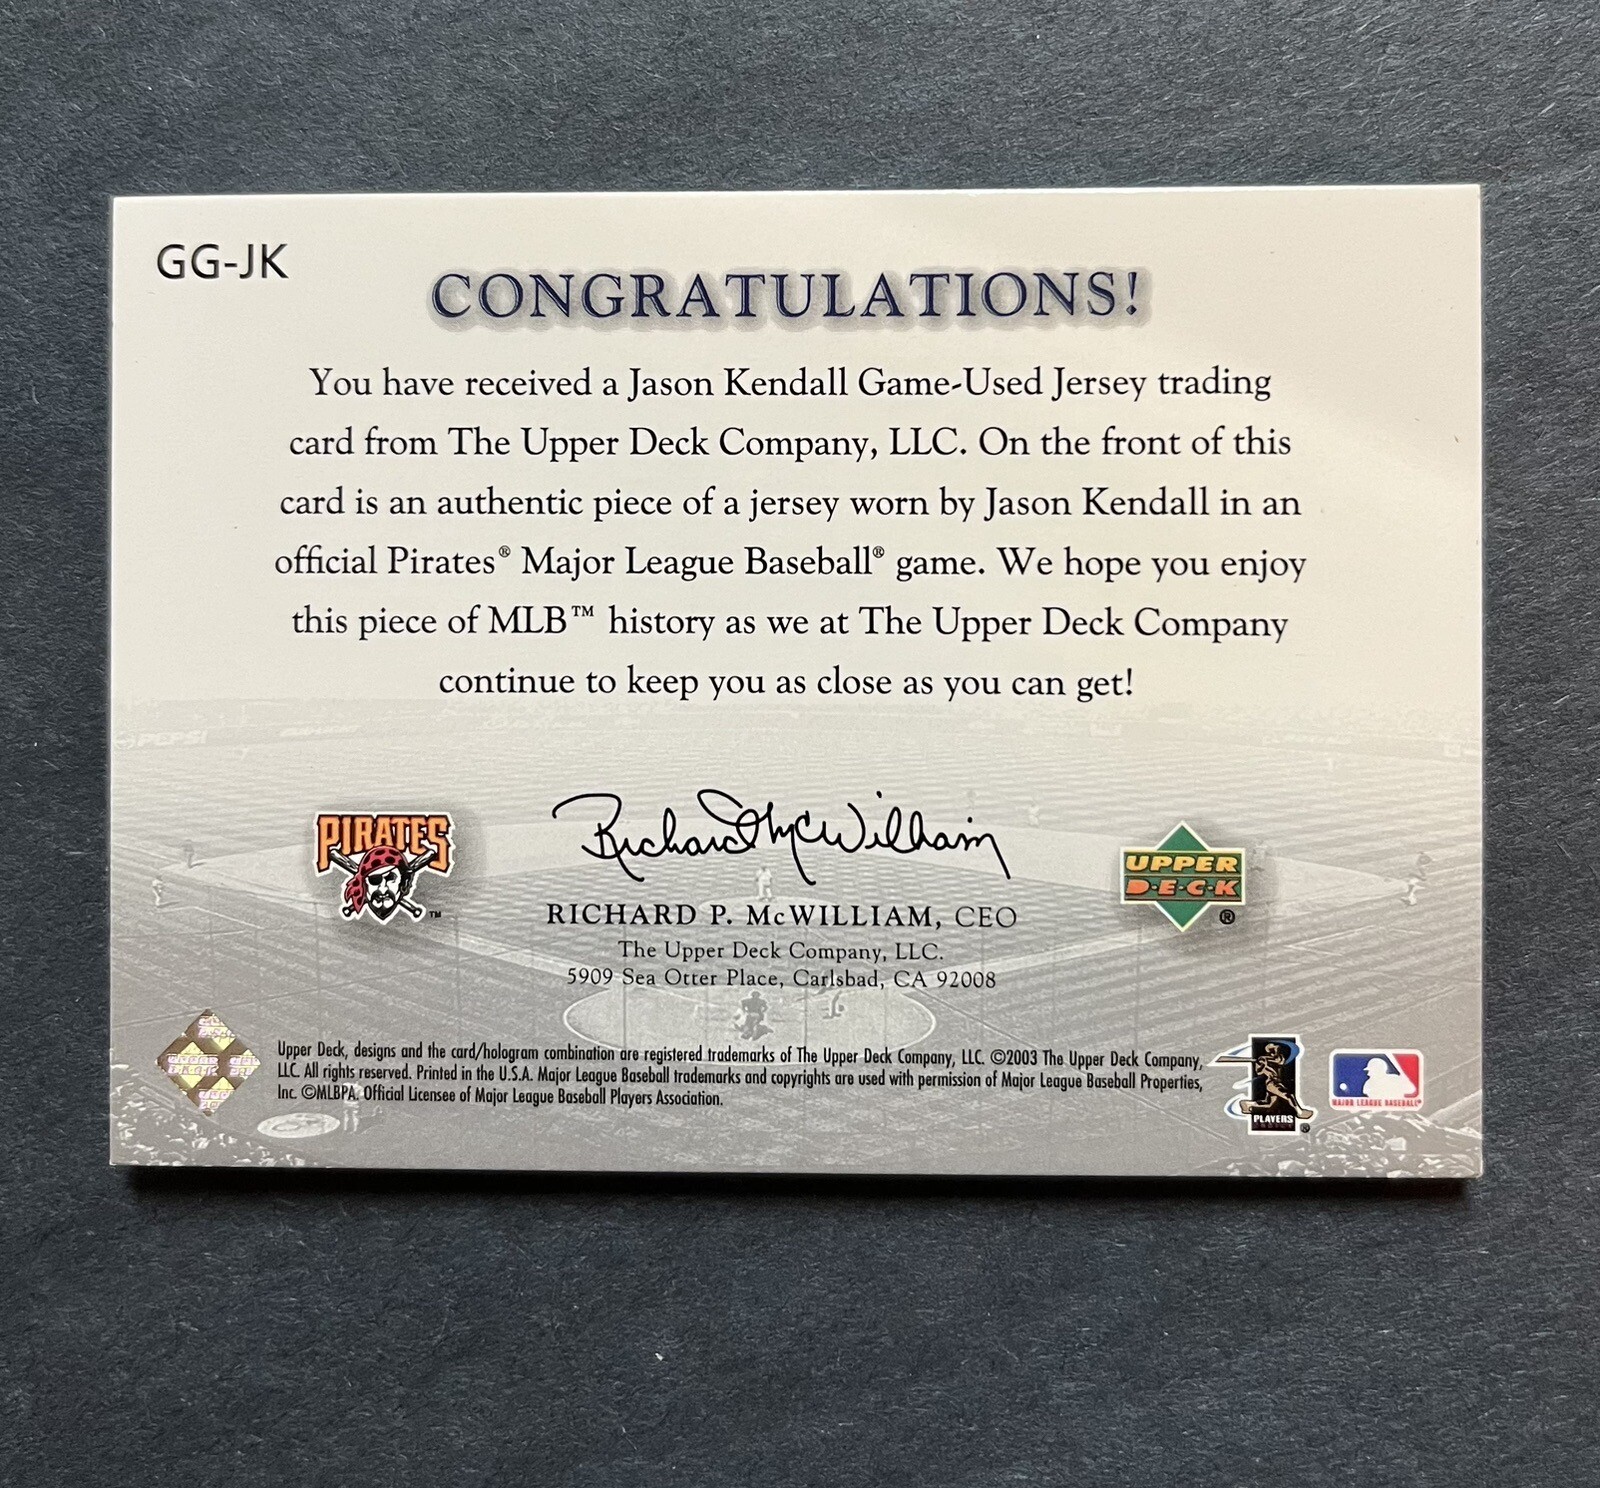 GG-JK
CONGRATULATIONS!
You have received a Jason Kendall Game-Used Jersey trading
card from The Upper Deck Company, LLC. On the front of this
card is an authentic piece of a jersey worn by Jason Kendall in an
official Pirates® Major League Baseball® game. We hope you enjoy
this piece of MLB™ history as we at The Upper Deck Company
continue to keep you as close as you can get!
PEPSI
PIRATES
TM
Richard McWilliam
UPPER
D·E·C·K
®
RICHARD P. McWILLIAM, CEO
The Upper Deck Company, LLC.
5909 Sea Otter Place, Carlsbad, CA 92008
Upper Deck, designs and the card/hologram combination are registered trademarks of The Upper Deck Company, LLC. ©2003 The Upper Deck Company,
LLC. All rights reserved. Printed in the U.S.A. Major League Baseball trademarks and copyrights are used with permission of Major League Baseball Properties,
Inc. ©MLBPA. Official Licensee of Major League Baseball Players Association.
PLAYERS
CHOICE
®
MAJOR LEAGUE BASEBALL